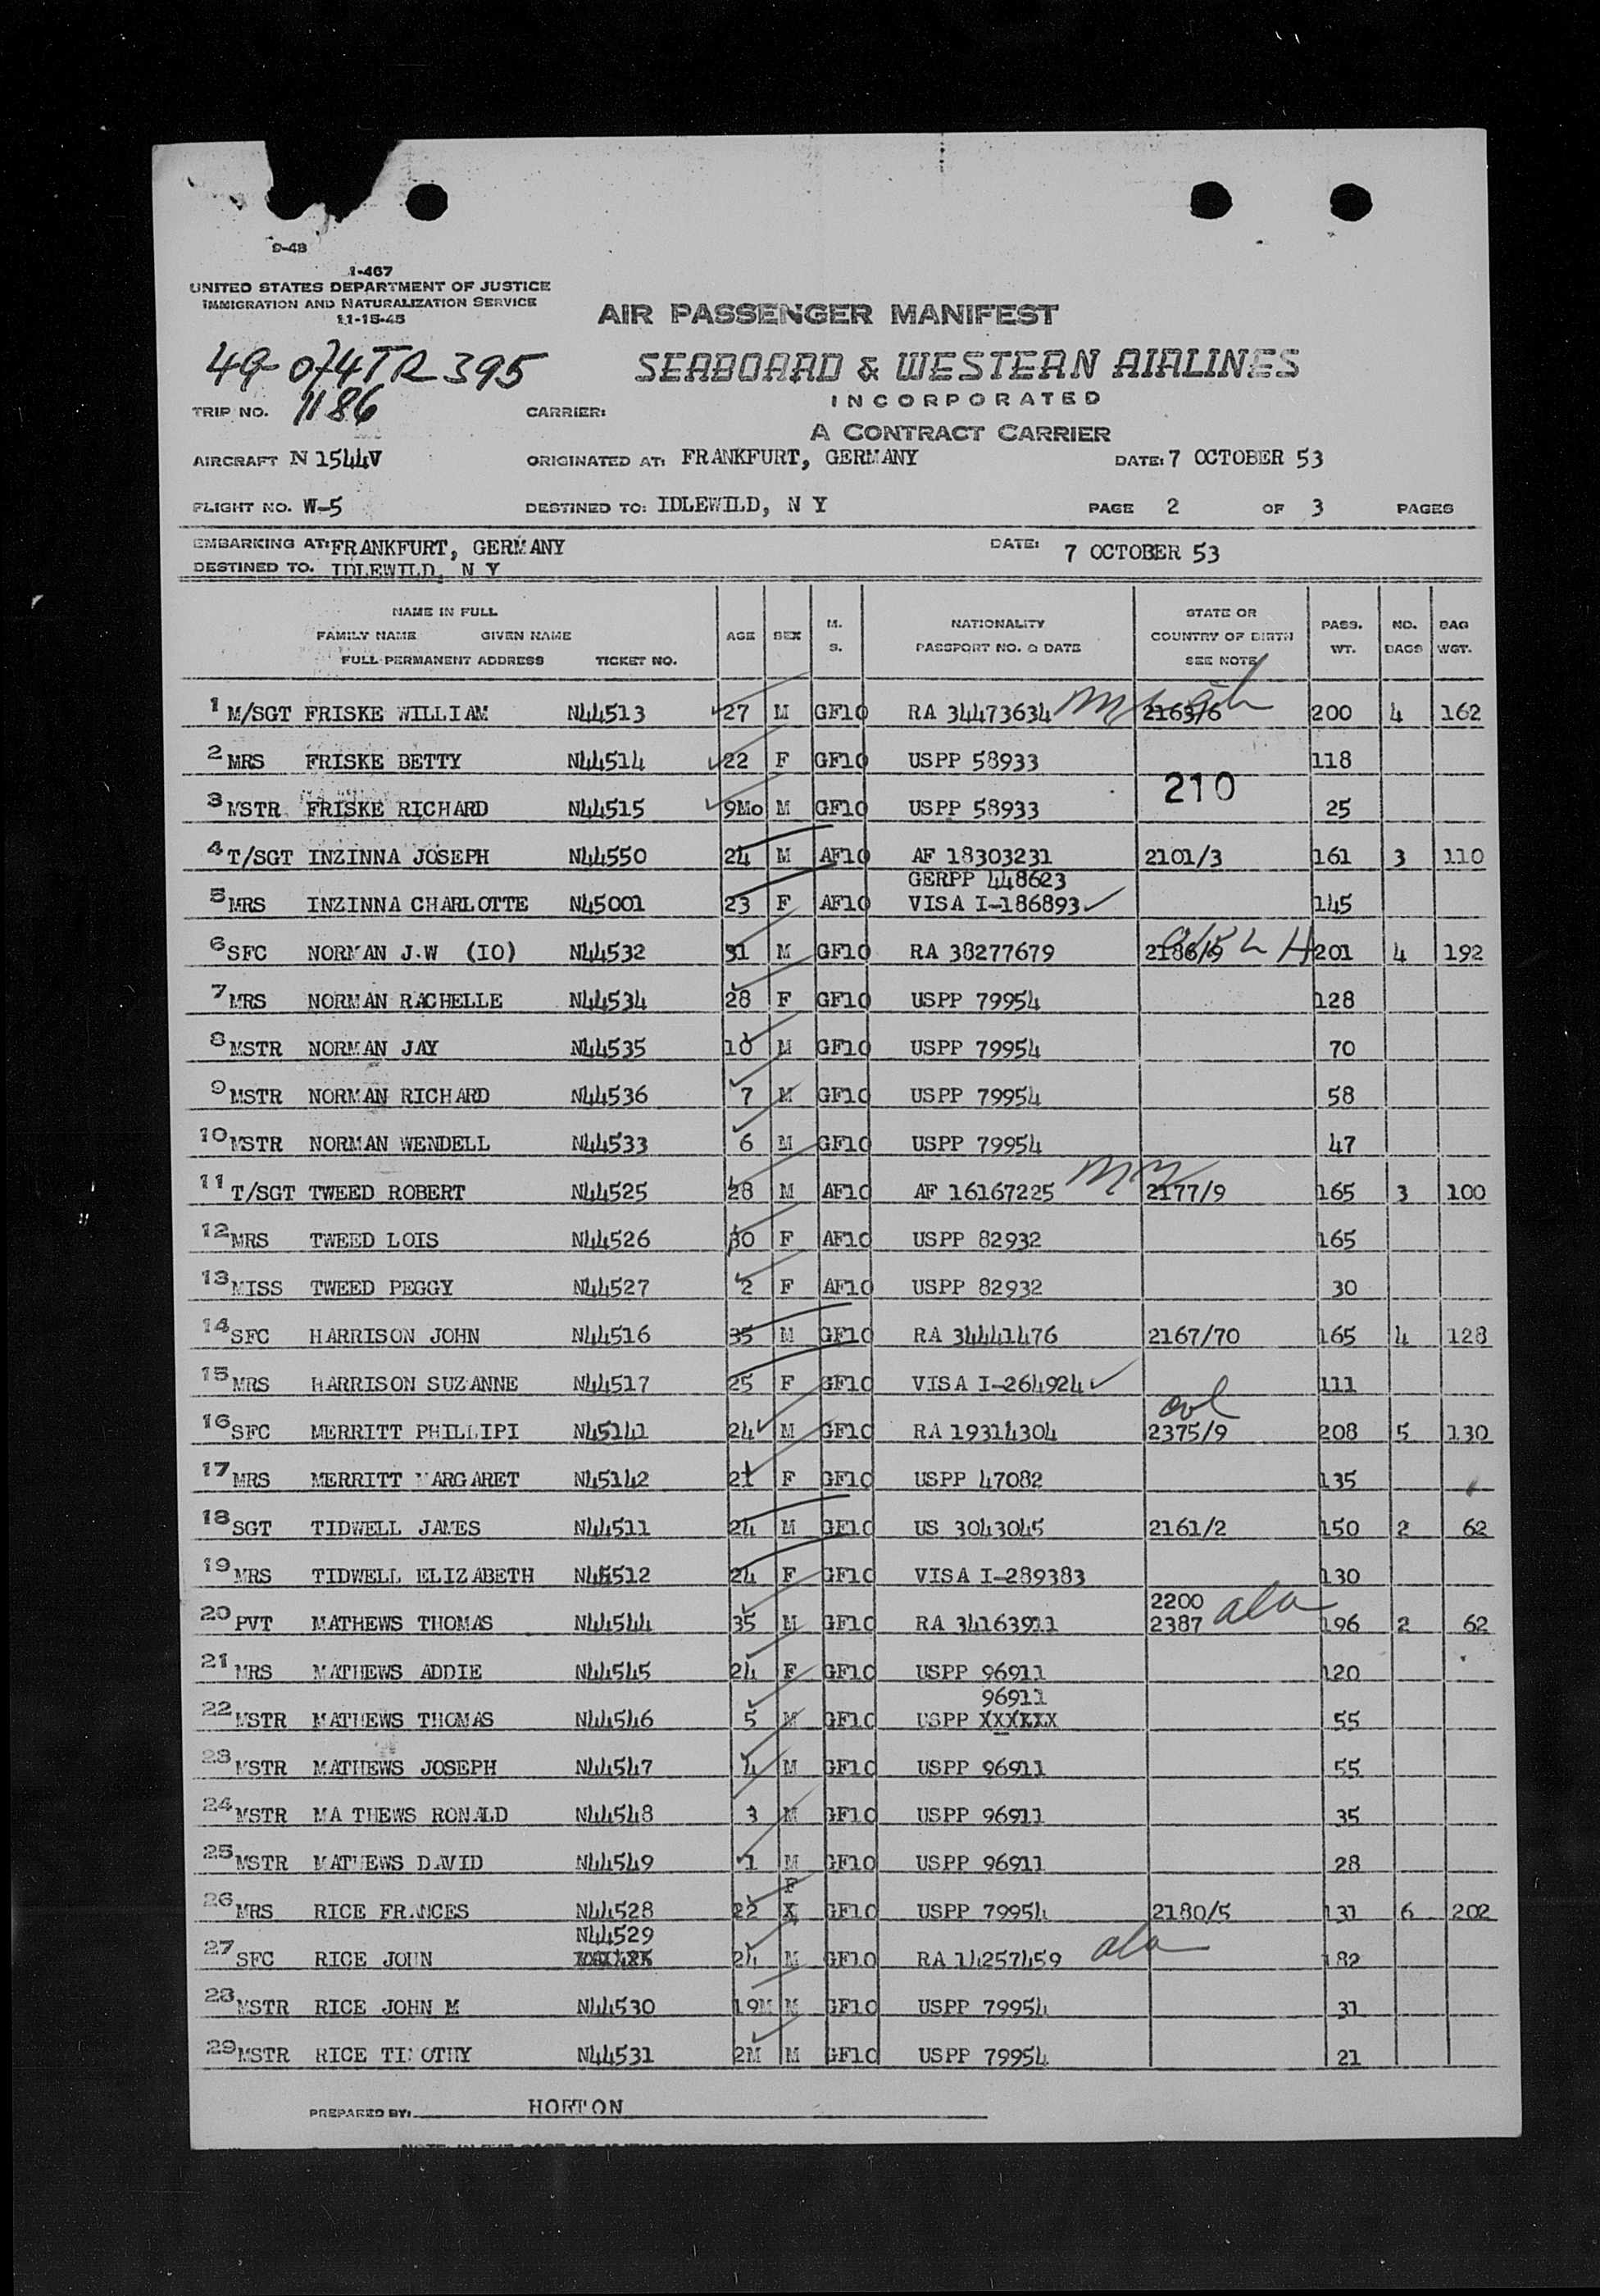 9-48
I-467
UNITED STATES DEPARTMENT OF JUSTICE
IMMIGRATION AND NATURALIZATION SERVICE
11-15-45
AIR PASSENGER MANIFEST
SEABOARD & WESTERN AIRLINES
INCORPORATED
A CONTRACT CARRIER
TR 395
TRIP NO. 1186 CARRIER:
AIRCRAFT N 1544V ORIGINATED AT: FRANKFURT, GERMANY DATE: 7 OCTOBER 53
FLIGHT NO. W-5 DESTINED TO: IDLEWILD, N Y PAGE 2 OF 3 PAGES
EMBARKING AT: FRANKFURT, GERMANY DATE: 7 OCTOBER 53
DESTINED TO. IDLEWILD, N Y
NAME IN FULL
FAMILY NAME GIVEN NAME
FULL PERMANENT ADDRESS TICKET NO. AGE SEX M. S. NATIONALITY PASSPORT NO. & DATE STATE OR COUNTRY OF BIRTH SEE NOTE PASS. WT. NO. BAGS BAG WGT.
1 M/SGT FRISKE WILLIAM N44513 27 M GF10 RA 34473634 2163/6 200 4 162
2 MRS FRISKE BETTY N44514 22 F GF10 USPP 58933 118
210
3 MSTR FRISKE RICHARD N44515 9Mo M GF10 USPP 58933 25
4 T/SGT INZINNA JOSEPH N44550 24 M AF10 AF 18303231 2101/3 161 3 110
GERPP 448623
5 MRS INZINNA CHARLOTTE N45001 23 F AF10 VISA I-186893 145
6 SFC NORMAN J.W (IO) N44532 31 M GF10 RA 38277679 2186/9 201 4 192
7 MRS NORMAN RACHELLE N44534 28 F GF10 USPP 79954 128
8 MSTR NORMAN JAY N44535 10 M GF10 USPP 79954 70
9 MSTR NORMAN RICHARD N44536 7 M GF10 USPP 79954 58
10 MSTR NORMAN WENDELL N44533 6 M GF10 USPP 79954 47
11 T/SGT TWEED ROBERT N44525 28 M AF10 AF 16167225 2177/9 165 3 100
12 MRS TWEED LOIS N44526 30 F AF10 USPP 82932 165
13 MISS TWEED PEGGY N44527 2 F AF10 USPP 82932 30
14 SFC HARRISON JOHN N44516 35 M GF10 RA 34441476 2167/70 165 4 128
15 MRS HARRISON SUZANNE N44517 25 F GF10 VISA I-264924 111
16 SFC MERRITT PHILLIPI N45141 24 M GF10 RA 19314304 2375/9 208 5 130
17 MRS MERRITT MARGARET N45142 21 F GF10 USPP 47082 135
18 SGT TIDWELL JAMES N44511 24 M GF10 US 3043045 2161/2 150 2 62
19 MRS TIDWELL ELIZABETH N44512 24 F GF10 VISA I-289383 130
2200 ala
20 PVT MATHEWS THOMAS N44544 35 M GF10 RA 34163911 2387 196 2 62
21 MRS MATHEWS ADDIE N44545 24 F GF10 USPP 96911 120
96911
22 MSTR MATHEWS THOMAS N44546 5 M GF10 USPP XXXXXX 55
23 MSTR MATHEWS JOSEPH N44547 4 M GF10 USPP 96911 55
24 MSTR MA THEWS RONALD N44548 3 M GF10 USPP 96911 35
25 MSTR MATHEWS DAVID N44549 1 M GF10 USPP 96911 28
F
26 MRS RICE FRANCES N44528 22 X GF10 USPP 79954 2180/5 131 6 202
N44529
27 SFC RICE JOHN 24 M GF10 RA 14257459 ala 182
28 MSTR RICE JOHN M N44530 19M M GF10 USPP 79954 31
29 MSTR RICE TIMOTHY N44531 2M M GF10 USPP 79954 21
PREPARED BY: HORTON